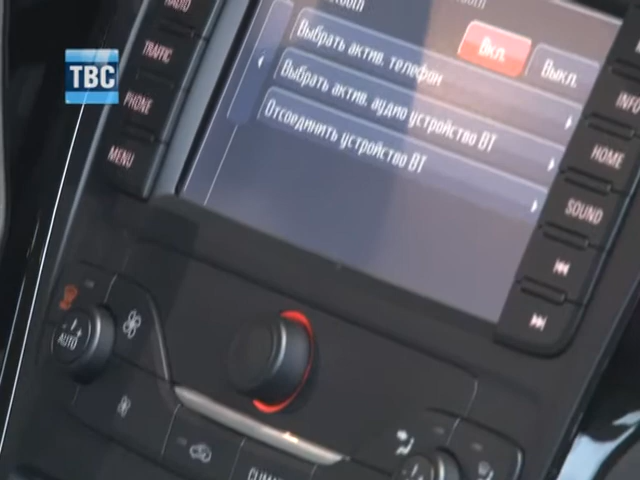 RADIO
TRAFFIC
PHONE
MENU
ТВС
Вкл.
Выкл.
Выбрать актив. телефон
Выбрать актив. аудио устройство BT
Отсоединить устройство BT
INFO
HOME
SOUND
AUTO